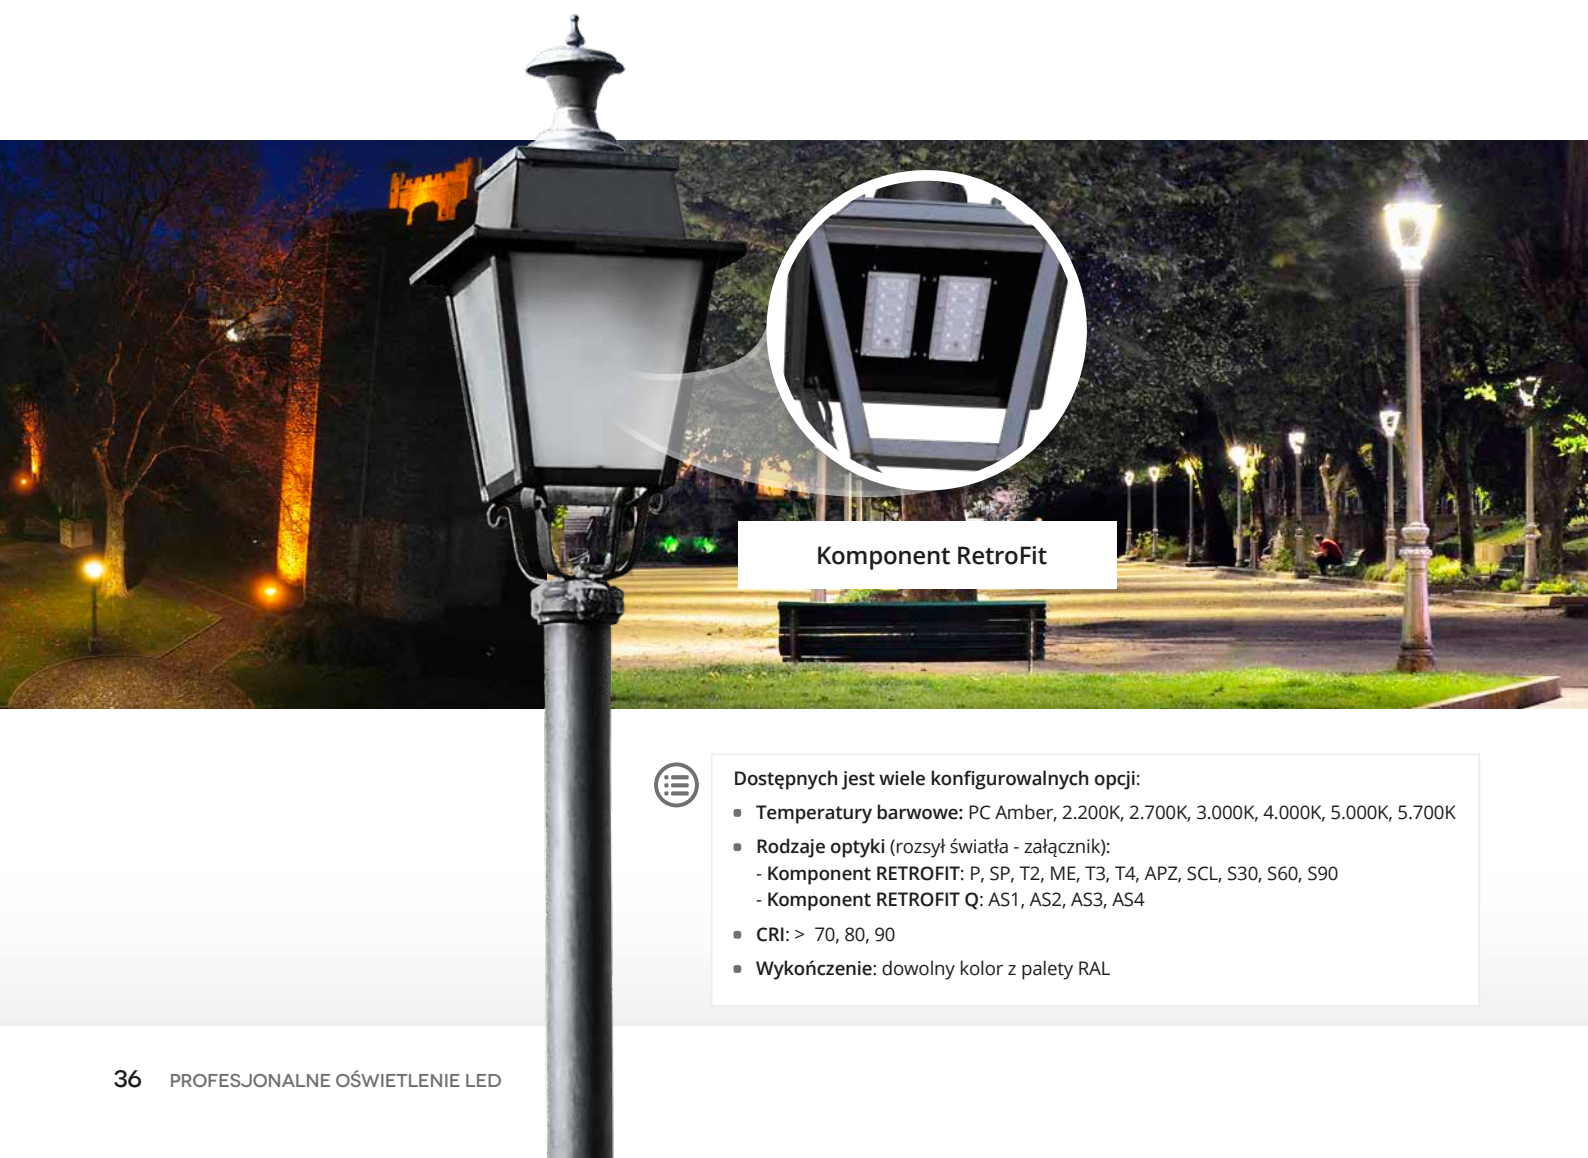 Komponent RetroFit
Dostępnych jest wiele konfigurowalnych opcji:
Temperatury barwowe: PC Amber, 2.200K, 2.700K, 3.000K, 4.000K, 5.000K, 5.700K
Rodzaje optyki (rozsył światła - załącznik):
- Komponent RETROFIT: P, SP, T2, ME, T3, T4, APZ, SCL, S30, S60, S90
- Komponent RETROFIT Q: AS1, AS2, AS3, AS4
CRI: > 70, 80, 90
Wykończenie: dowolny kolor z palety RAL
36 PROFESJONALNE OŚWIETLENIE LED